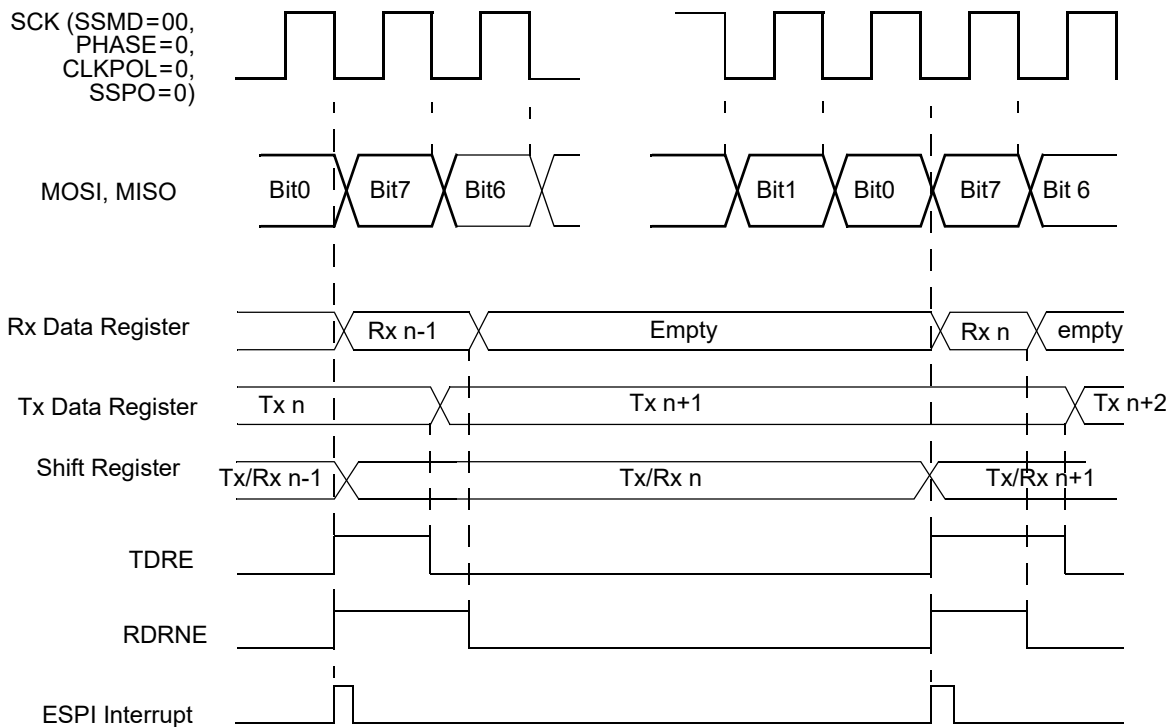 SCK (SSMD=00,
PHASE=0,
CLKPOL=0,
SSPO=0)
MOSI, MISO
Bit0 Bit7 Bit6 Bit1 Bit0 Bit7 Bit 6
Rx Data Register Rx n-1 Empty Rx n empty
Tx Data Register Tx n Tx n+1 Tx n+2
Shift Register Tx/Rx n-1 Tx/Rx n Tx/Rx n+1
TDRE
RDRNE
ESPI Interrupt